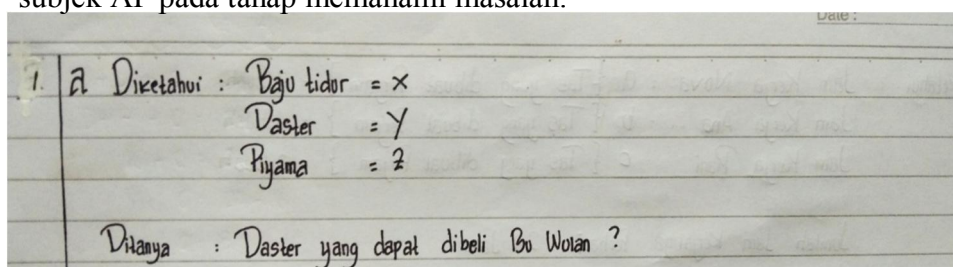 subjek AF pada tahap memahami masalah.
Date :
1. a Diketahui : Baju tidur = x
Daster = y
Piyama = z
Ditanya : Daster yang dapat dibeli Bu Wulan ?